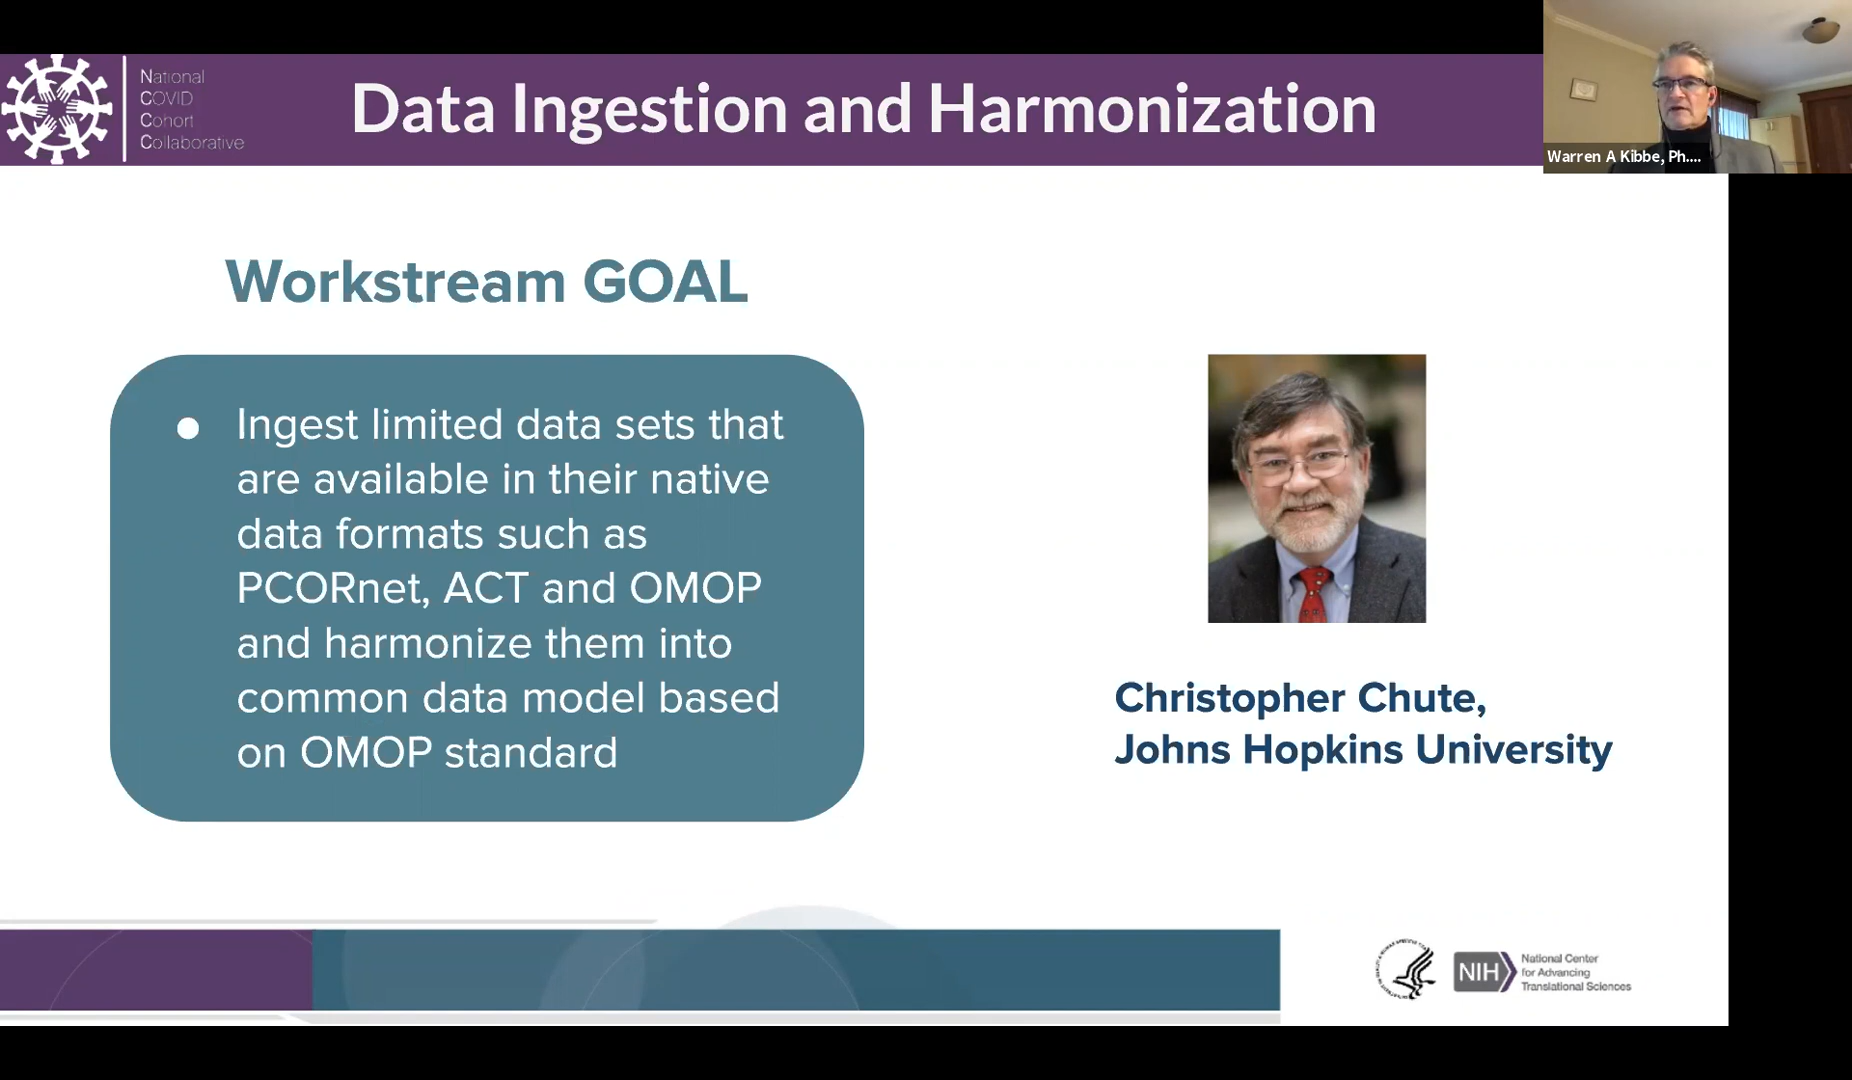 National
COVID
Cohort
Collaborative
Data Ingestion and Harmonization
Warren A Kibbe, Ph....
Workstream GOAL
● Ingest limited data sets that
are available in their native
data formats such as
PCORnet, ACT and OMOP
and harmonize them into
common data model based
on OMOP standard
Christopher Chute,
Johns Hopkins University
NIH
National Center
for Advancing
Translational Sciences